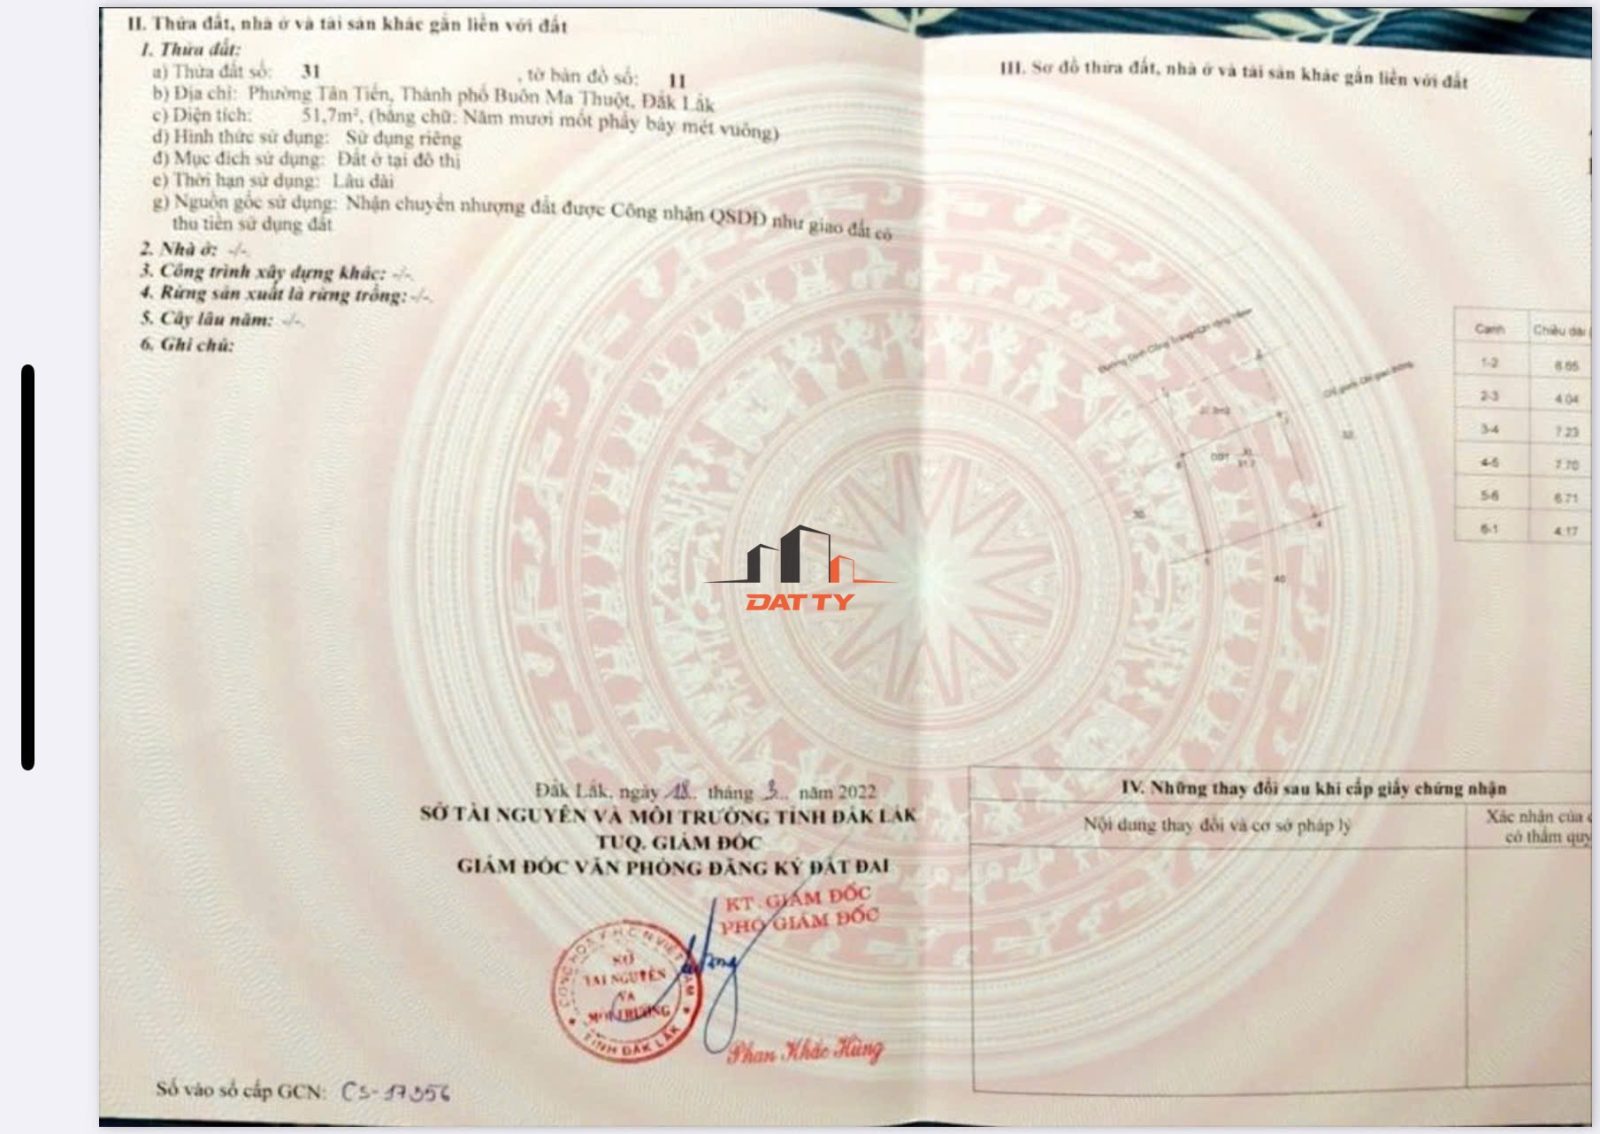 II. Thửa đất, nhà ở và tài sản khác gắn liền với đất
1. Thửa đất:
a) Thửa đất số: 31 , tờ bản đồ số: 11
b) Địa chỉ: Phường Tân Tiến, Thành phố Buôn Ma Thuột, Đắk Lắk
c) Diện tích: 51,7m², (bằng chữ: Năm mươi mốt phẩy bảy mét vuông)
d) Hình thức sử dụng: Sử dụng riêng
đ) Mục đích sử dụng: Đất ở tại đô thị
e) Thời hạn sử dụng: Lâu dài
g) Nguồn gốc sử dụng: Nhận chuyển nhượng đất được Công nhận QSDĐ như giao đất có
thu tiền sử dụng đất
2. Nhà ở: -/-.
3. Công trình xây dựng khác: -/-.
4. Rừng sản xuất là rừng trồng: -/-.
5. Cây lâu năm: -/-.
6. Ghi chú:
Đắk Lắk, ngày 18.. tháng 3.. năm 2022
SỞ TÀI NGUYÊN VÀ MÔI TRƯỜNG TỈNH ĐẮK LẮK
TUQ. GIÁM ĐỐC
GIÁM ĐỐC VĂN PHÒNG ĐĂNG KÝ ĐẤT ĐAI
KT. GIÁM ĐỐC
PHÓ GIÁM ĐỐC
SỞ
TÀI NGUYÊN
VÀ
MÔI TRƯỜNG
TỈNH ĐẮK LẮK
Phan Khắc Hùng
Số vào sổ cấp GCN: CS-17356
DAT TY
III. Sơ đồ thửa đất, nhà ở và tài sản khác gắn liền với đất
Cạnh Chiều dài
1-2 6.65
2-3 4.04
3-4 7.23
4-5 7.70
5-6 6.71
6-1 4.17
40
IV. Những thay đổi sau khi cấp giấy chứng nhận
Nội dung thay đổi và cơ sở pháp lý
Xác nhận của
có thẩm quy